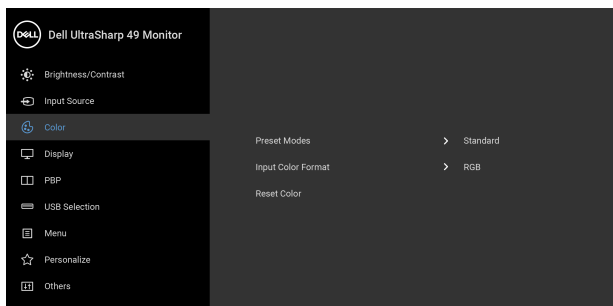 DELL
Dell UltraSharp 49 Monitor
Brightness/Contrast
Input Source
Color
Display
PBP
USB Selection
Menu
Personalize
Others
Preset Modes > Standard
Input Color Format > RGB
Reset Color